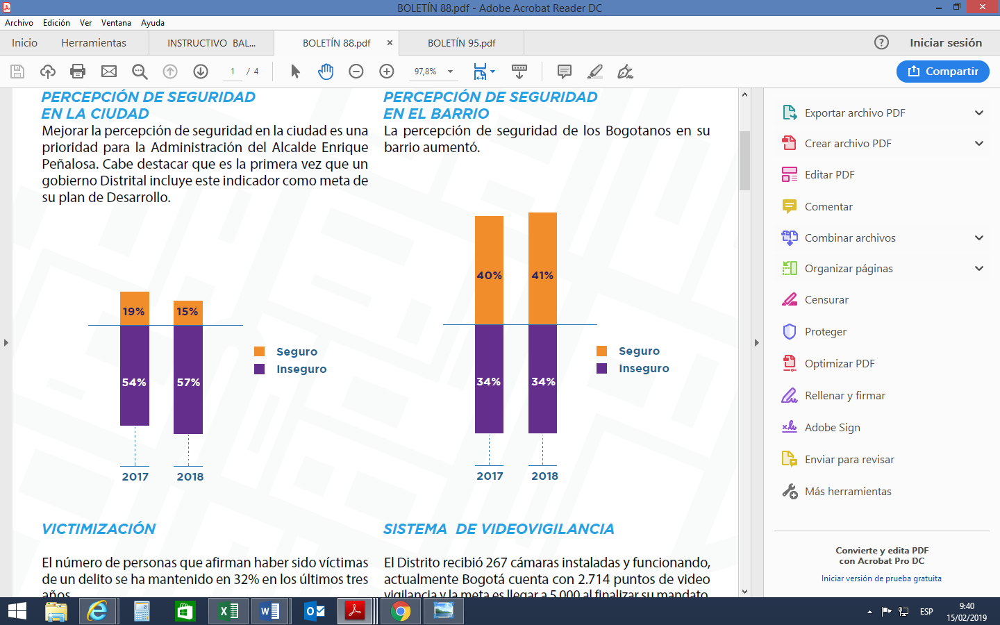 BOLETÍN 88.pdf - Adobe Acrobat Reader DC
Archivo Edición Ver Ventana Ayuda
Inicio Herramientas INSTRUCTIVO BAL... BOLETÍN 88.pdf × BOLETÍN 95.pdf Iniciar sesión
1 / 4 97,8% Compartir
PERCEPCIÓN DE SEGURIDAD
EN LA CIUDAD
Mejorar la percepción de seguridad en la ciudad es una
prioridad para la Administración del Alcalde Enrique
Peñalosa. Cabe destacar que es la primera vez que un
gobierno Distrital incluye este indicador como meta de
su plan de Desarrollo.
19% 15%
54% 57%
Seguro
Inseguro
2017 2018
PERCEPCIÓN DE SEGURIDAD
EN EL BARRIO
La percepción de seguridad de los Bogotanos en su
barrio aumentó.
40% 41%
34% 34%
Seguro
Inseguro
2017 2018
VICTIMIZACIÓN
El número de personas que afirman haber sido víctimas
de un delito se ha mantenido en 32% en los últimos tres
años
SISTEMA DE VIDEOVIGILANCIA
El Distrito recibió 267 cámaras instaladas y funcionando,
actualmente Bogotá cuenta con 2.714 puntos de video
vigilancia y la meta es llegar a 5.000 al finalizar su mandato.
Exportar archivo PDF
Crear archivo PDF
Editar PDF
Comentar
Combinar archivos
Organizar páginas
Censurar
Proteger
Optimizar PDF
Rellenar y firmar
Adobe Sign
Enviar para revisar
Más herramientas
Convierte y edita PDF
con Acrobat Pro DC
Iniciar versión de prueba gratuita
ESP
9:40
15/02/2019